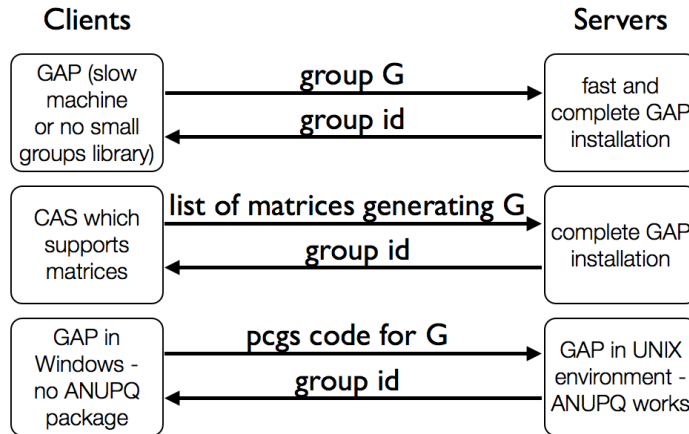 Clients
Servers
GAP (slow
machine
or no small
groups library)
group G
group id
fast and
complete GAP
installation
CAS which
supports
matrices
list of matrices generating G
group id
complete GAP
installation
GAP in
Windows -
no ANUPQ
package
pcgs code for G
group id
GAP in UNIX
environment -
ANUPQ works